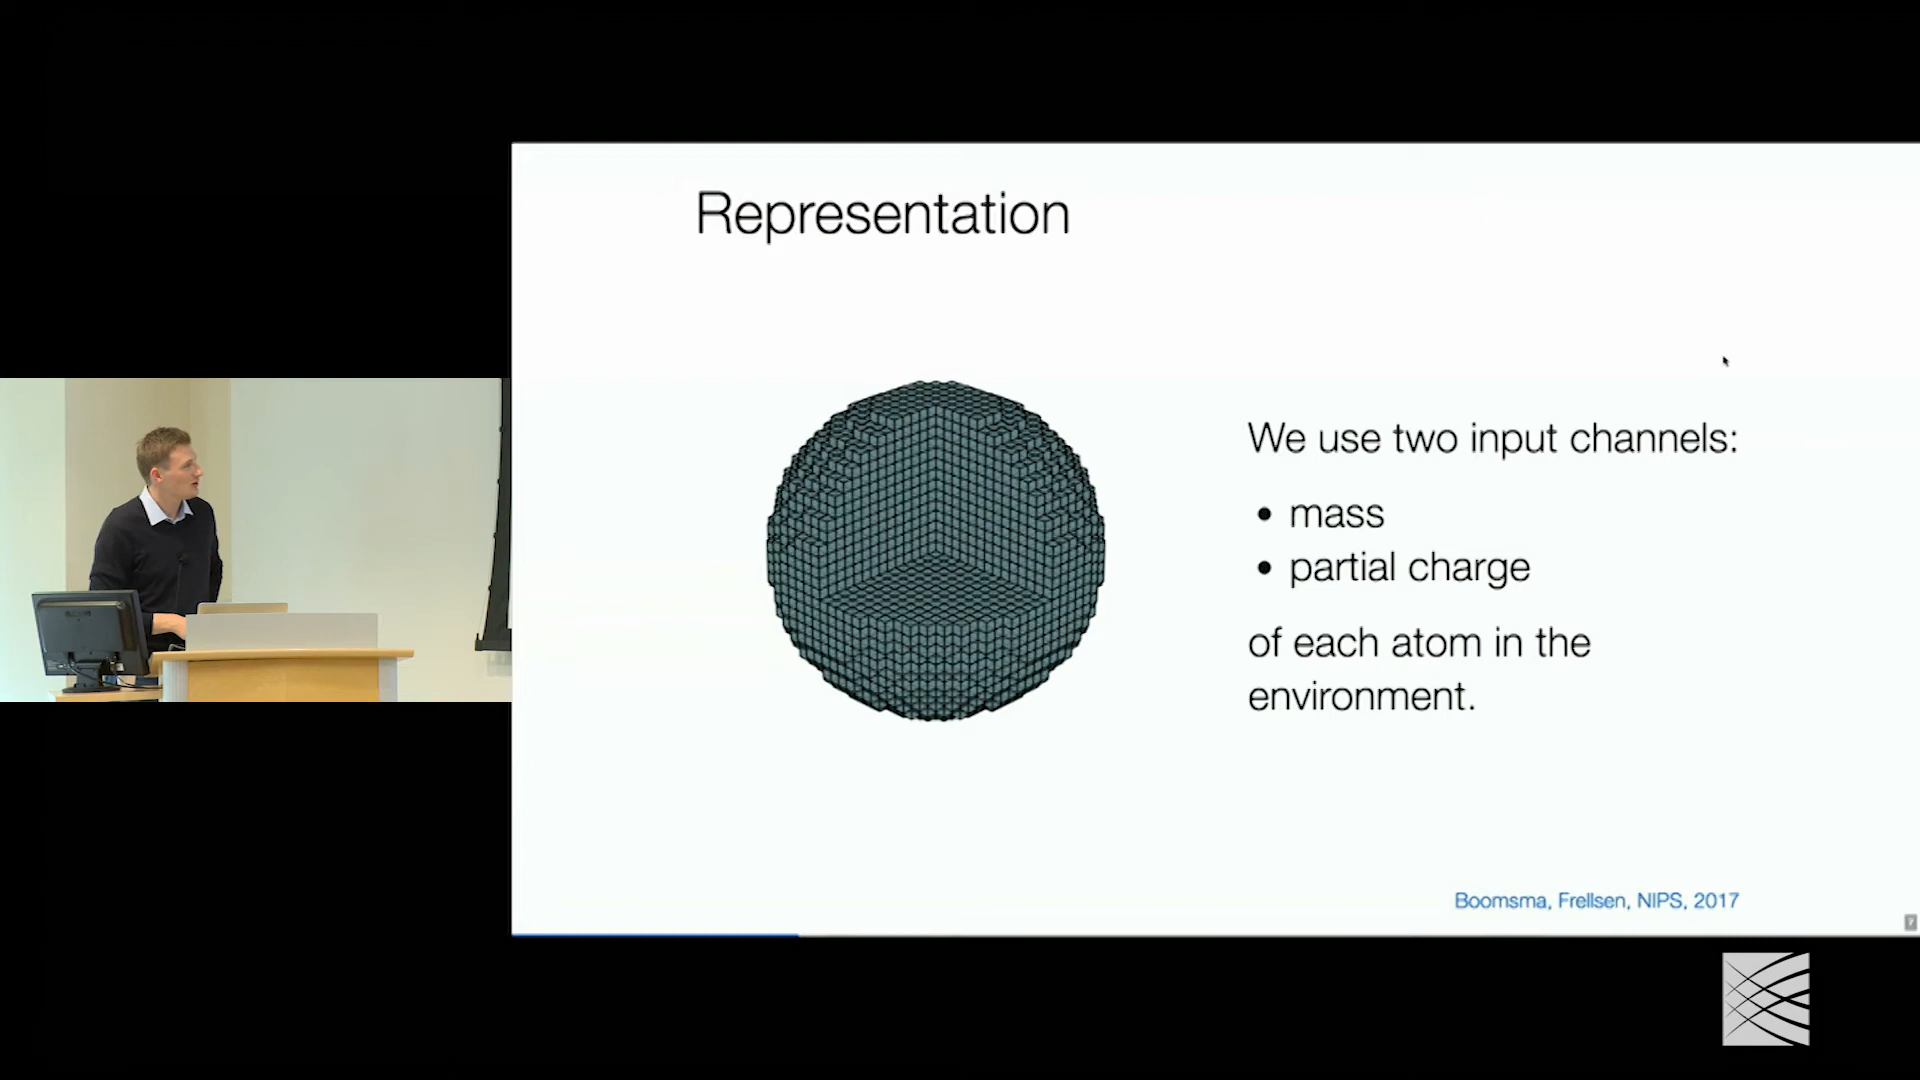 Representation
We use two input channels:
• mass
• partial charge
of each atom in the
environment.
Boomsma, Frellsen, NIPS, 2017
7